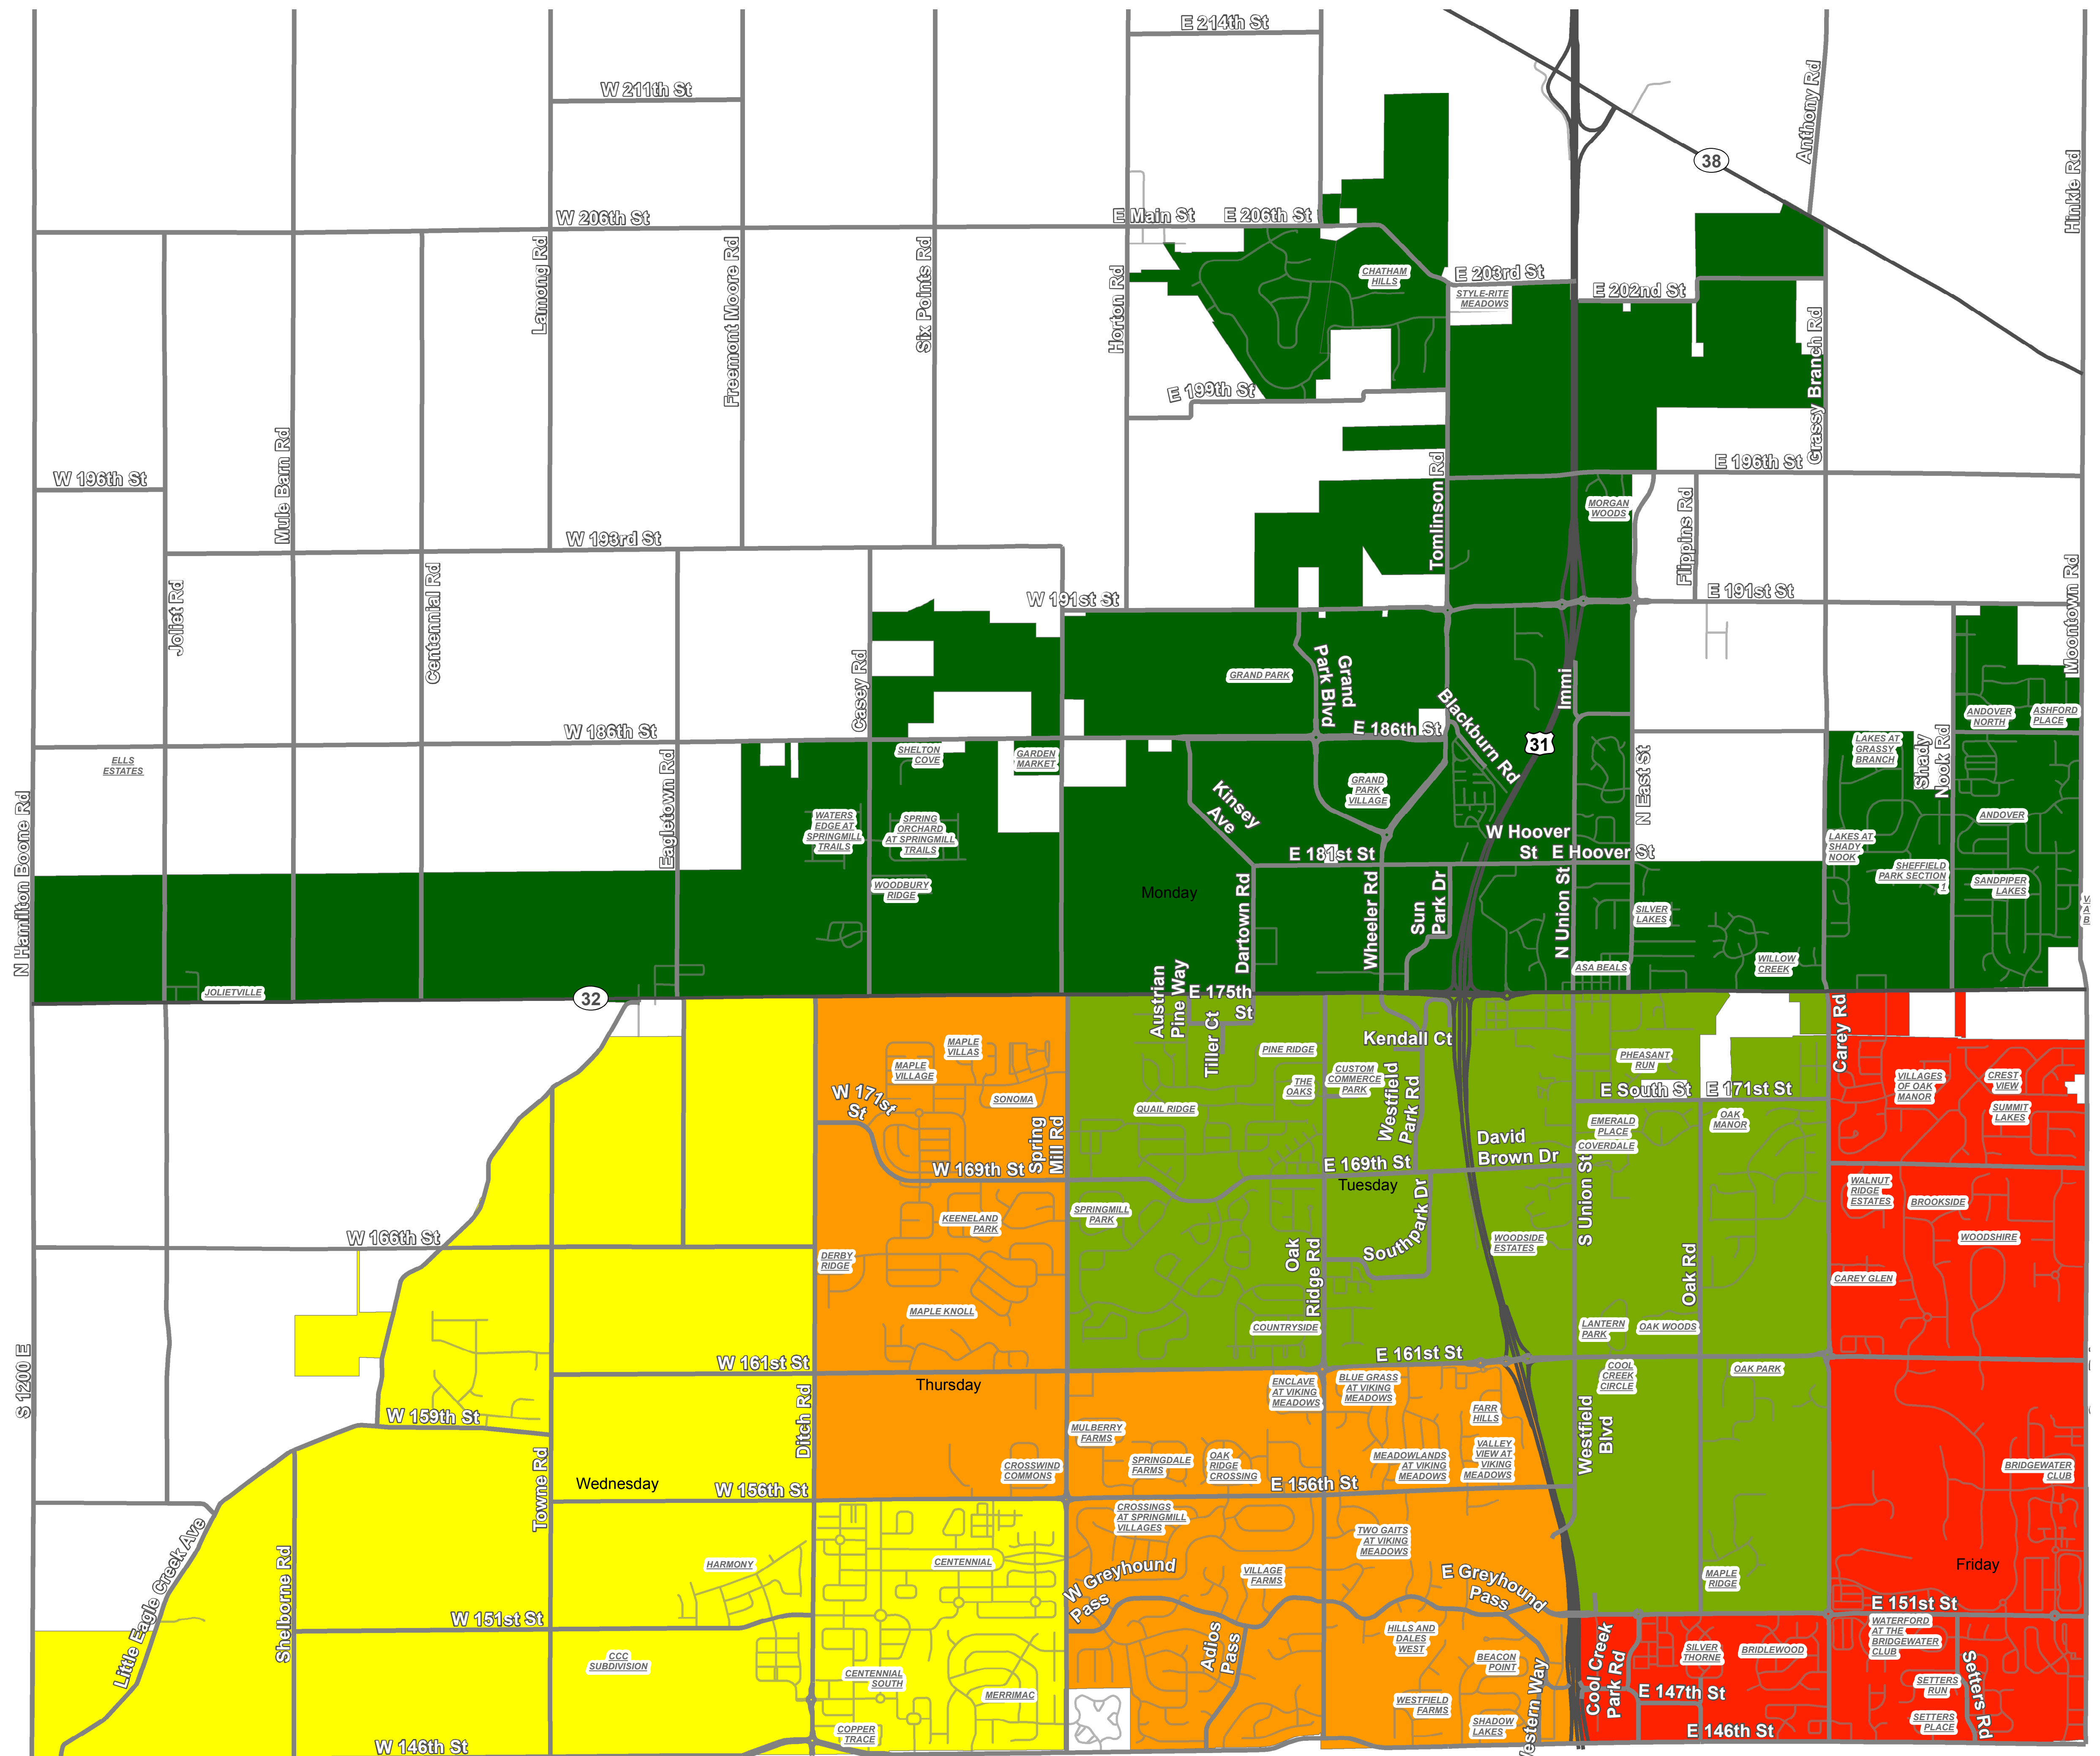 E 214th St
W 211th St
Anthony Rd
38
Hinkle Rd
W 206th St
E Main St
E 206th St
Lamong Rd
Freemont Moore Rd
Six Points Rd
Horton Rd
CHATHAM
HILLS
E 203rd St
STYLE-RITE
MEADOWS
E 202nd St
Grassy Branch Rd
E 199th St
W 196th St
Mule Barn Rd
Tomlinson Rd
E 196th St
MORGAN
WOODS
Flippins Rd
W 193rd St
Joliet Rd
Centennial Rd
W 191st St
E 191st St
Moontown Rd
Casey Rd
GRAND PARK
Grand
Park Blvd
Immi
Blackburn Rd
31
ANDOVER
NORTH
ASHFORD
PLACE
W 186th St
E 186th St
ELLS
ESTATES
SHELTON
COVE
GARDEN
MARKET
LAKES AT
GRASSY
BRANCH
Shady
Nook Rd
Eagletown Rd
N Hamilton Boone Rd
GRAND
PARK
VILLAGE
Kinsey
Ave
N East St
WATERS
EDGE AT
SPRINGMILL
TRAILS
SPRING
ORCHARD
AT SPRINGMILL
TRAILS
ANDOVER
W Hoover
St
E Hoover St
E 181st St
LAKES AT
SHADY
NOOK
SHEFFIELD
PARK SECTION
1
SANDPIPER
LAKES
WOODBURY
RIDGE
Monday
Dartown Rd
Wheeler Rd
Sun
Park Dr
N Union St
SILVER
LAKES
V
A
B
ASA BEALS
WILLOW
CREEK
JOLIETVILLE
32
Austrian
Pine Way
E 175th
St
Tiller Ct
Kendall Ct
Carey Rd
MAPLE
VILLAS
MAPLE
VILLAGE
SONOMA
PINE RIDGE
THE
OAKS
CUSTOM
COMMERCE
PARK
Westfield
Park Rd
PHEASANT
RUN
E South St
E 171st St
VILLAGES
OF OAK
MANOR
CREST
VIEW
SUMMIT
LAKES
W 171st
St
QUAIL RIDGE
EMERALD
PLACE
OAK
MANOR
COVERDALE
Spring
Mill Rd
David
Brown Dr
W 169th St
E 169th St
Tuesday
S Union St
WALNUT
RIDGE
ESTATES
BROOKSIDE
KEENELAND
PARK
SPRINGMILL
PARK
Southpark Dr
WOODSIDE
ESTATES
WOODSHIRE
W 166th St
DERBY
RIDGE
Oak
Ridge Rd
Oak Rd
CAREY GLEN
MAPLE KNOLL
COUNTRYSIDE
LANTERN
PARK
OAK WOODS
S 1200 E
W 161st St
E 161st St
COOL
CREEK
CIRCLE
OAK PARK
Thursday
ENCLAVE
AT VIKING
MEADOWS
BLUE GRASS
AT VIKING
MEADOWS
FARR
HILLS
W 159th St
Ditch Rd
MULBERRY
FARMS
Westfield
Blvd
CROSSWIND
COMMONS
SPRINGDALE
FARMS
OAK
RIDGE
CROSSING
MEADOWLANDS
AT VIKING
MEADOWS
VALLEY
VIEW AT
VIKING
MEADOWS
BRIDGEWATER
CLUB
Wednesday
W 156th St
E 156th St
Towne Rd
CROSSINGS
AT SPRINGMILL
VILLAGES
TWO GAITS
AT VIKING
MEADOWS
Little Eagle Creek Ave
Shelborne Rd
HARMONY
CENTENNIAL
W Greyhound
Pass
VILLAGE
FARMS
E Greyhound
Pass
MAPLE
RIDGE
Friday
W 151st St
E 151st St
WATERFORD
AT THE
BRIDGEWATER
CLUB
Adios
Pass
HILLS AND
DALES
WEST
Cool Creek
Park Rd
SILVER
THORNE
BRIDLEWOOD
CCC
SUBDIVISION
CENTENNIAL
SOUTH
BEACON
POINT
Setters Rd
SETTERS
RUN
MERRIMAC
WESTFIELD
FARMS
E 147th St
SETTERS
PLACE
COPPER
TRACE
SHADOW
LAKES
E 146th St
W 146th St